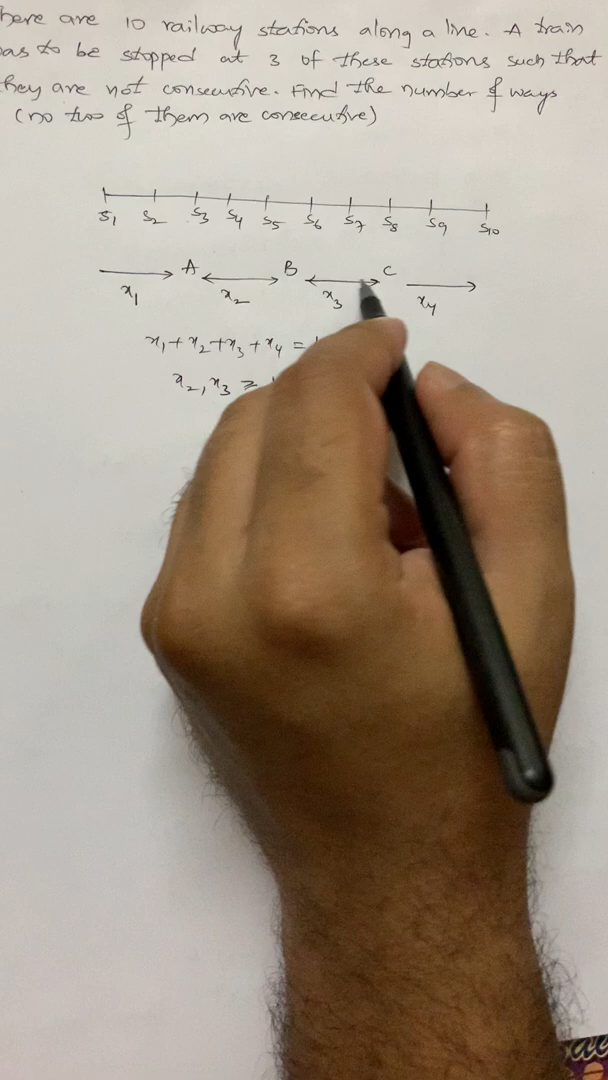 here are 10 railway stations along a line. A train
as to be stopped at 3 of these stations such that
hey are not consecutive. Find the number of ways
(no two of them are consecutive)
S1 S2 S3 S4 S5 S6 S7 S8 S9 S10
A B C
x1 x2 x3 x4
x1 + x2 + x3 + x4 =
x2, x3 ≥